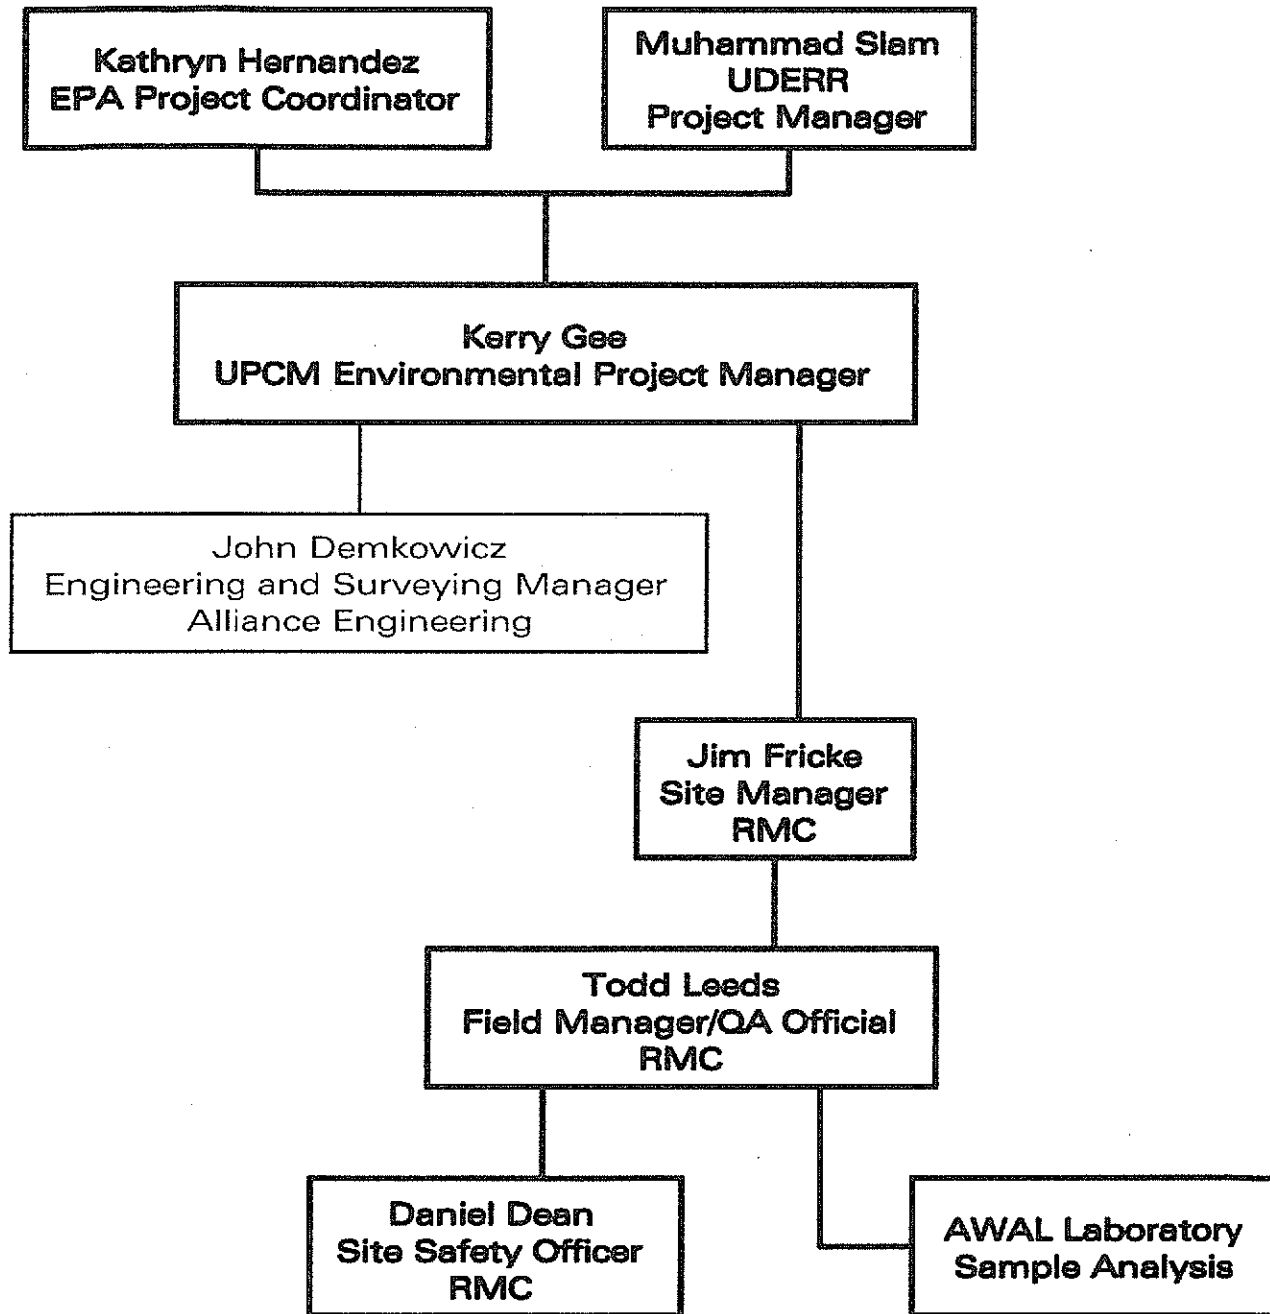 Kathryn Hernandez
EPA Project Coordinator
Muhammad Slam
UDERR
Project Manager
Kerry Gee
UPCM Environmental Project Manager
John Demkowicz
Engineering and Surveying Manager
Alliance Engineering
Jim Fricke
Site Manager
RMC
Todd Leeds
Field Manager/QA Official
RMC
Daniel Dean
Site Safety Officer
RMC
AWAL Laboratory
Sample Analysis